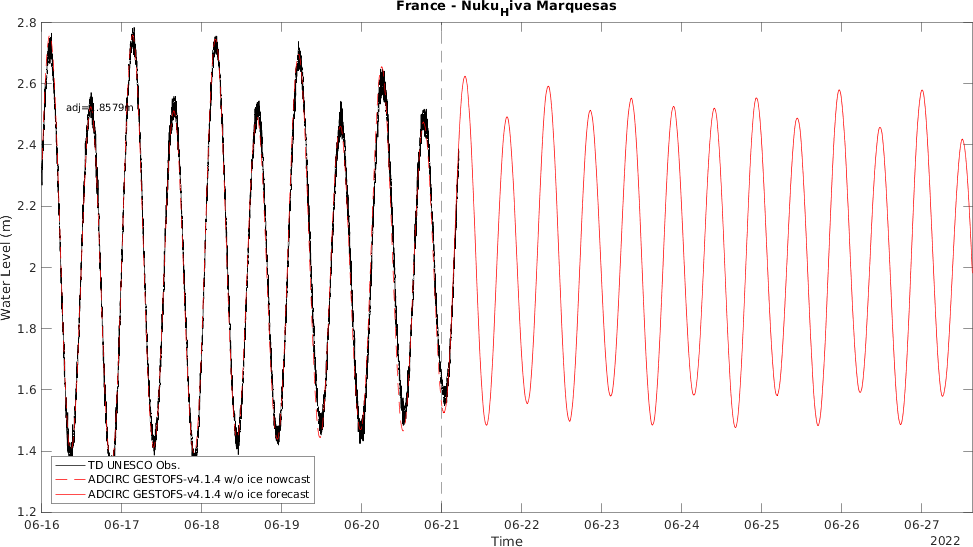 France - Nuku_Hiva Marquesas
2.8
2.6
2.4
2.2
2
1.8
1.6
1.4
1.2
Water Level (m)
TD UNESCO Obs.
ADCIRC GESTOFS-v4.1.4 w/o ice nowcast
ADCIRC GESTOFS-v4.1.4 w/o ice forecast
06-16 06-17 06-18 06-19 06-20 06-21 06-22 06-23 06-24 06-25 06-26 06-27
Time
2022